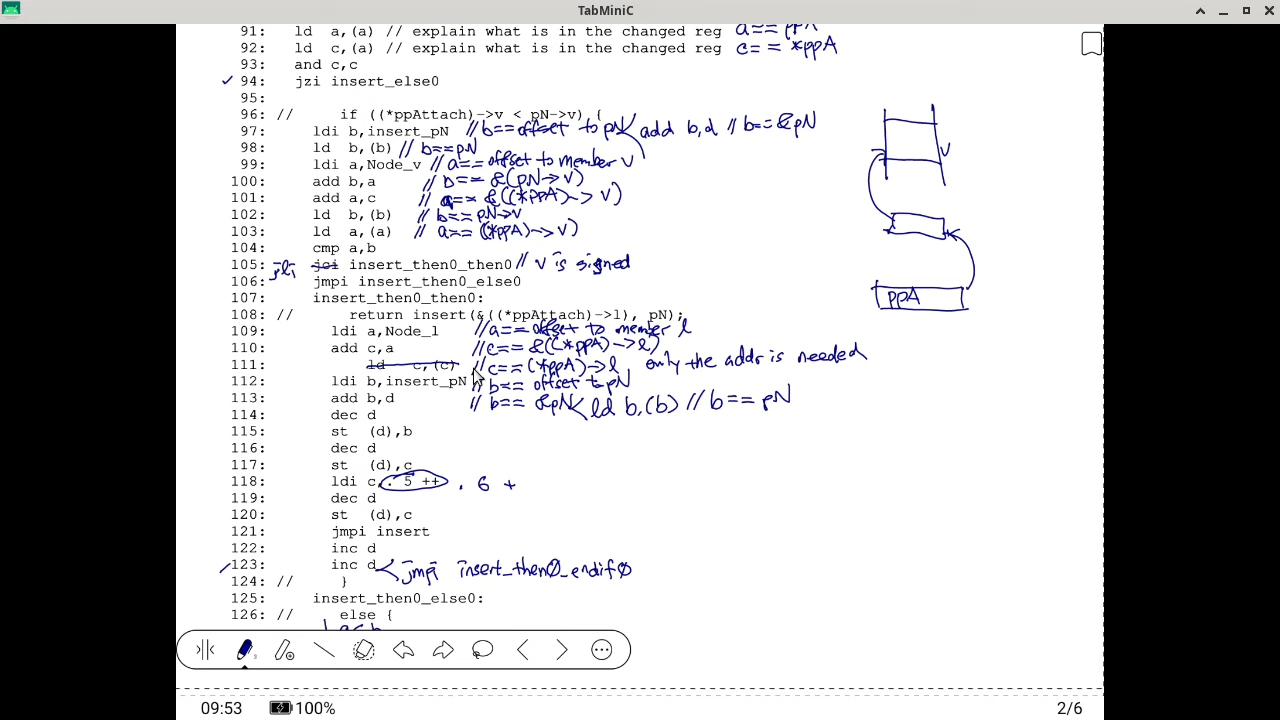 TabMiniC
91: ld a,(a) // explain what is in the changed reg a== ppA
92: ld c,(a) // explain what is in the changed reg c== *ppA
93: and c,c
94: jzi insert_else0
95:
96: // if ((*ppAttach)->v < pN->v) {
97: ldi b,insert_pN // b== offset to pN < add b,d // b==&pN
98: ld b,(b) // b==pN
99: ldi a,Node_v // a== offset to member v
100: add b,a // b== &(pN->v)
101: add a,c // a== &((*ppA)->v)
102: ld b,(b) // b== pN->v
103: ld a,(a) // a== (*ppA)->v)
104: cmp a,b
105: jci insert_then0_then0 // v is signed
jlti
106: jmpi insert_then0_else0
107: insert_then0_then0:
108: // return insert(&((*ppAttach)->l), pN);
109: ldi a,Node_l // a== offset to member l
110: add c,a // c== &((*ppA)->l)
111: ld c,(c) // c== (*ppA)->l only the addr is needed
112: ldi b,insert_pN // b== offset to pN
113: add b,d // b== &pN < ld b,(b) // b== pN
114: dec d
115: st (d),b
116: dec d
117: st (d),c
118: ldi c,. 5 ++ . 6 +
119: dec d
120: st (d),c
121: jmpi insert
122: inc d
123: inc d < jmpi insert_then0_endif0
124: // }
125: insert_then0_else0:
126: // else {
v
ppA
09:53
100%
2/6